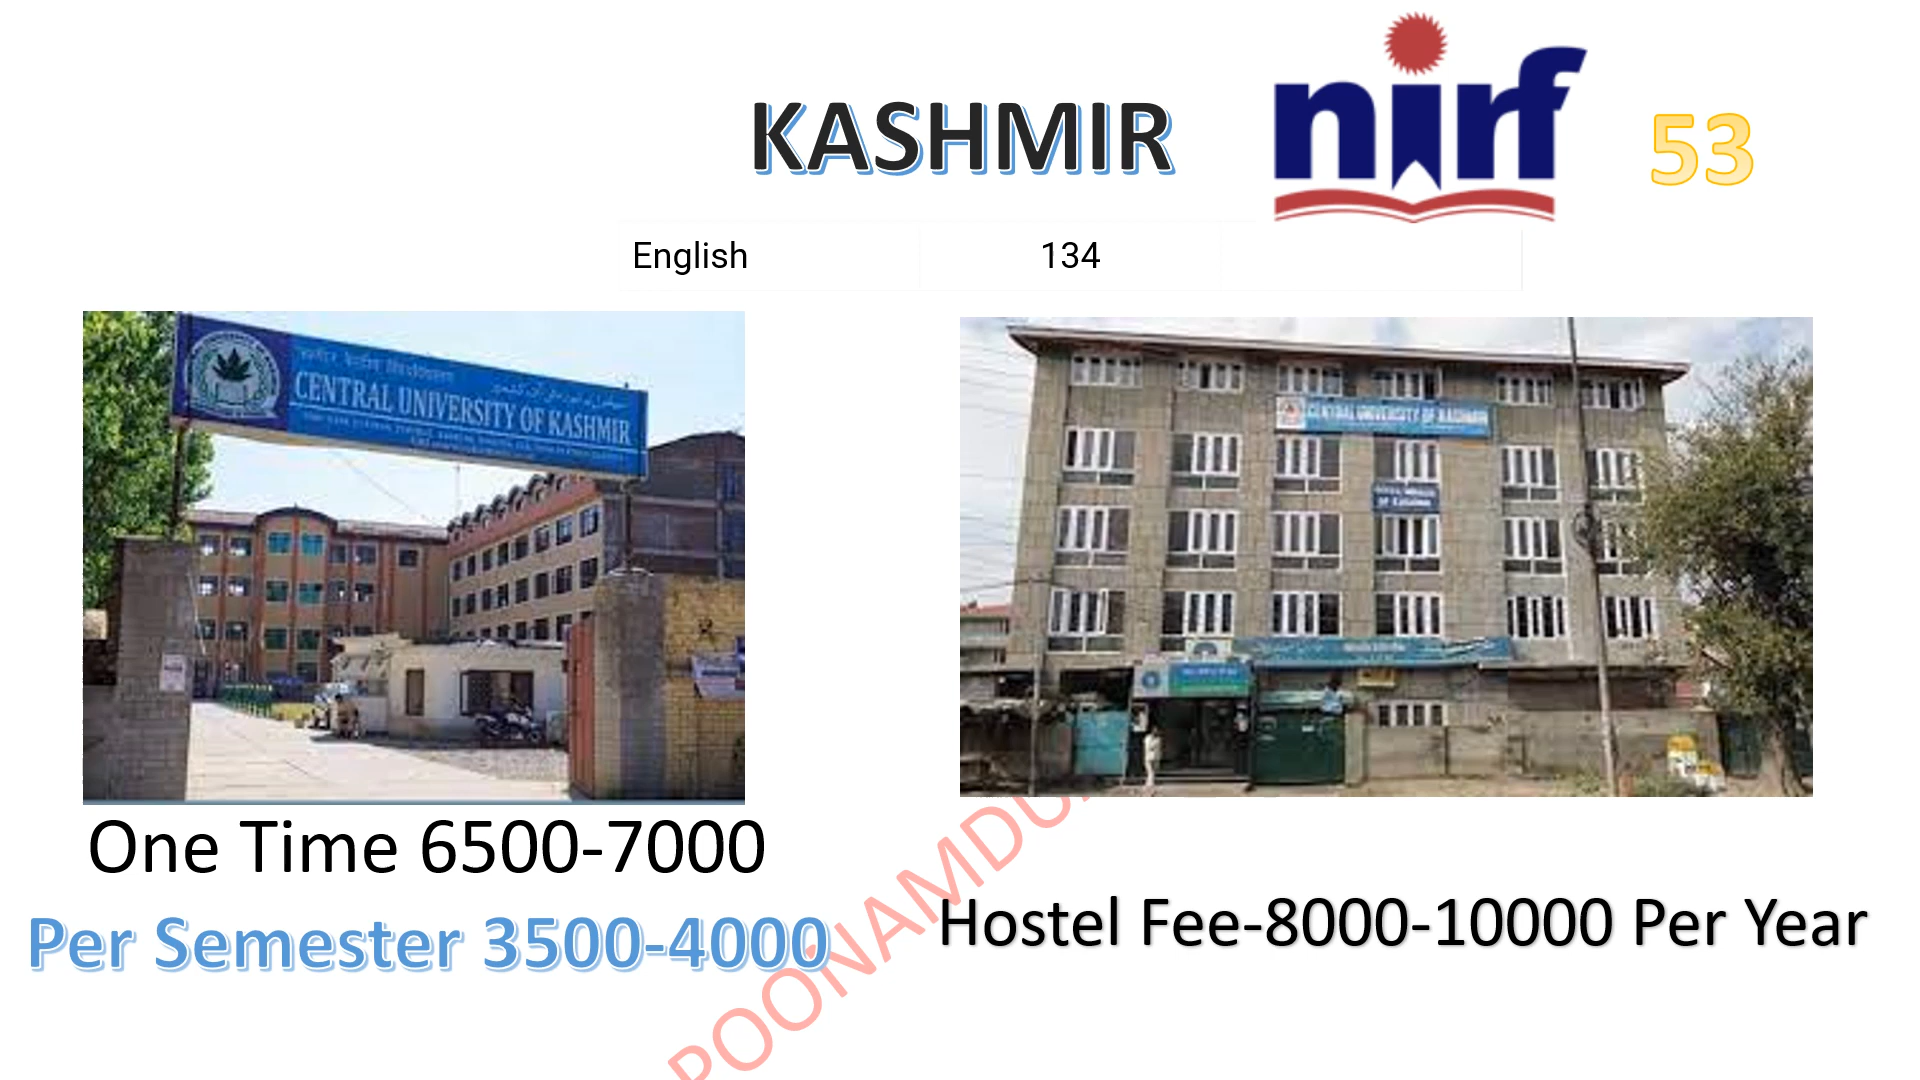 KASHMIR
nirf
53
English 134
CENTRAL UNIVERSITY OF KASHMIR
CENTRAL UNIVERSITY OF KASHMIR
One Time 6500-7000
Per Semester 3500-4000
Hostel Fee-8000-10000 Per Year